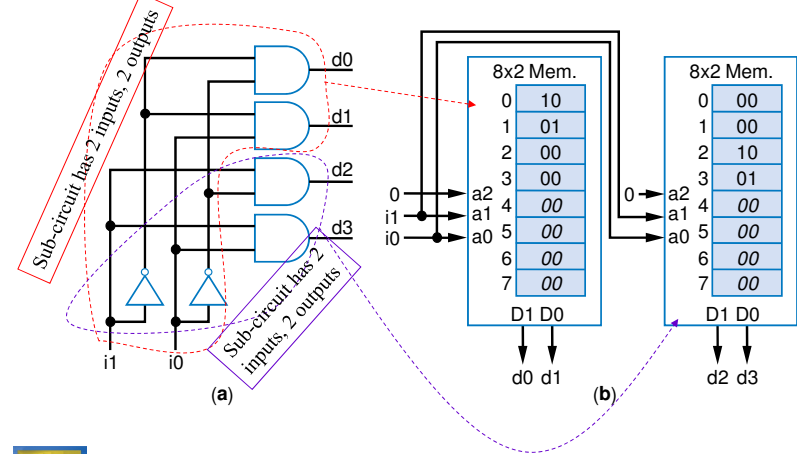 Sub-circuit has 2 inputs, 2 outputs
d0
d1
d2
d3
Sub-circuit has 2
inputs, 2 outputs
i1 i0
(a)
8x2 Mem.
0 10
1 01
2 00
3 00
4 00
5 00
6 00
7 00
0 a2
i1 a1
i0 a0
D1 D0
d0 d1
(b)
8x2 Mem.
0 00
1 00
2 10
3 01
4 00
5 00
6 00
7 00
0 a2
a1
a0
D1 D0
d2 d3